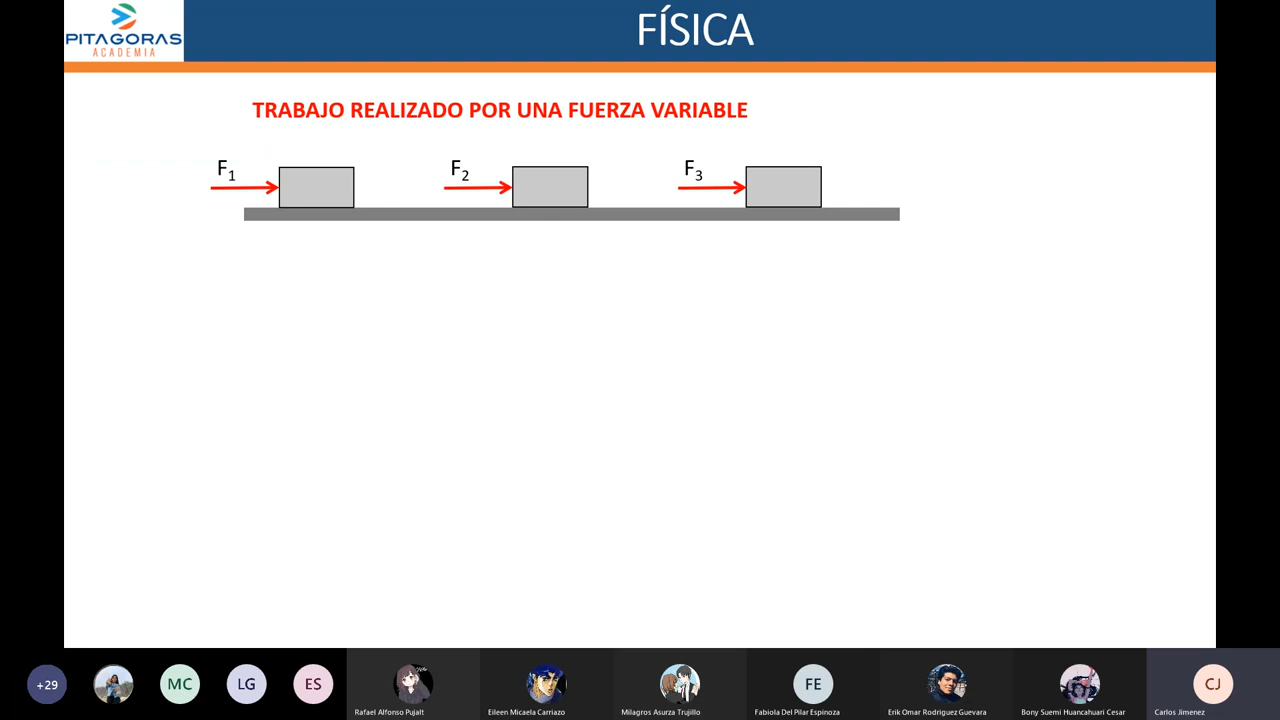 PITAGORAS
ACADEMIA
FÍSICA
TRABAJO REALIZADO POR UNA FUERZA VARIABLE
F₁ F₂ F₃
+29 MC LG ES FE CJ
Rafael Alfonso Pujalt Eileen Micaela Carriazo Milagros Asurza Trujillo Fabiola Del Pilar Espinoza Erik Omar Rodriguez Guevara Bony Suemi Huancahuari Cesar Carlos Jimenez